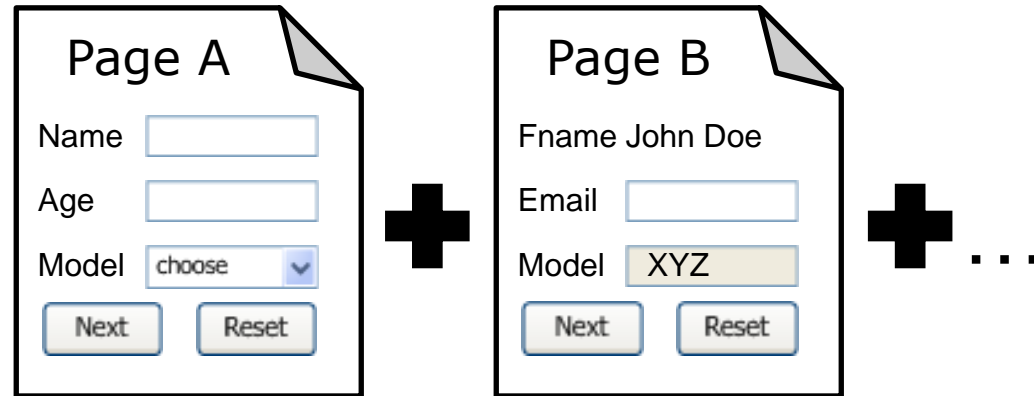 Page A
Name
Age
Model choose
Next Reset
Page B
Fname John Doe
Email
Model XYZ
Next Reset
...